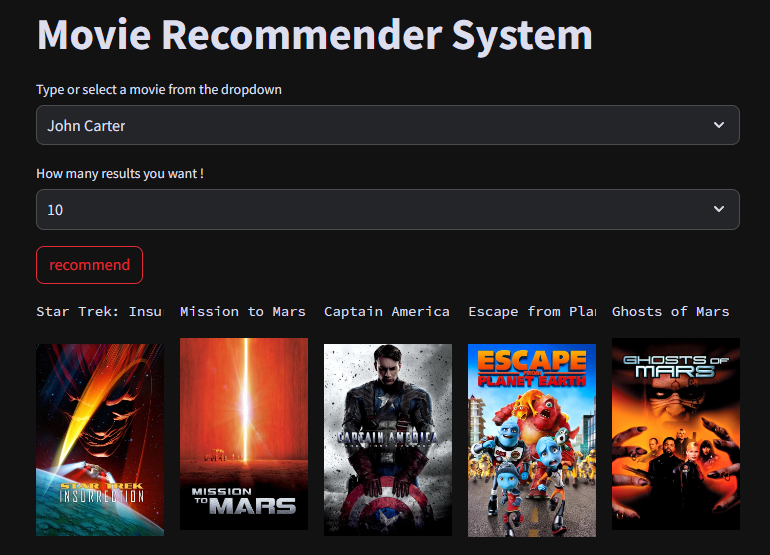 Movie Recommender System
Type or select a movie from the dropdown
John Carter
How many results you want !
10
recommend
Star Trek: Insu
Mission to Mars
Captain America
Escape from Plan
Ghosts of Mars
STAR TREK
INSURRECTION
MISSION
TO MARS
CAPTAIN AMERICA
ESCAPE
FROM
PLANET EARTH
GHOSTS OF
MARS